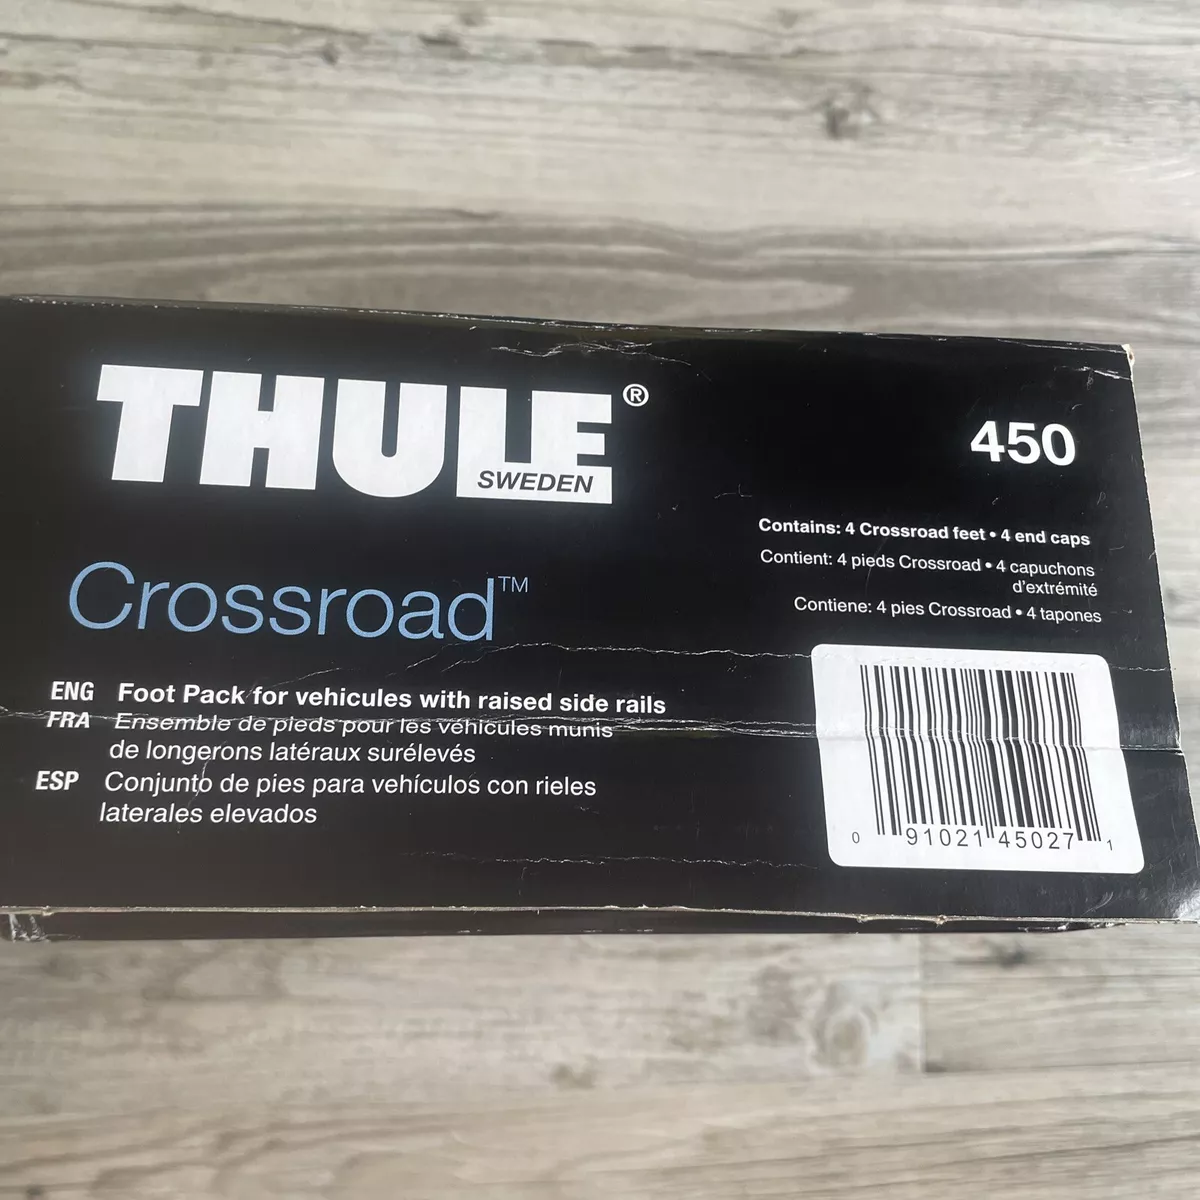 THULE®
SWEDEN
450
Contains: 4 Crossroad feet • 4 end caps
Contient: 4 pieds Crossroad • 4 capuchons
d'extrémité
Contiene: 4 pies Crossroad • 4 tapones
Crossroad™
ENG Foot Pack for vehicules with raised side rails
FRA Ensemble de pieds pour les véhicules munis
de longerons latéraux surélevés
ESP Conjunto de pies para vehículos con rieles
laterales elevados
0 91021 45027 1